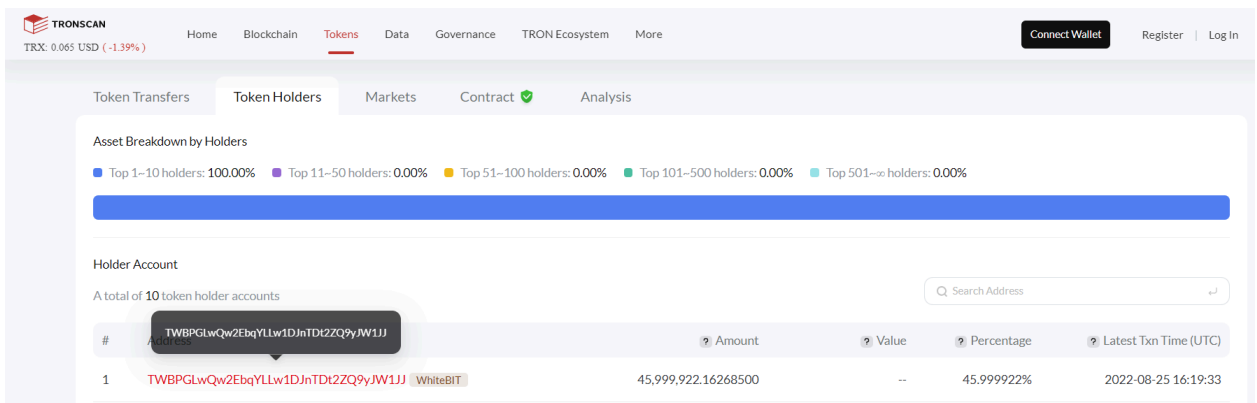 TRONSCAN
TRX: 0.065 USD ( -1.39% )
Home Blockchain Tokens Data Governance TRON Ecosystem More
Connect Wallet Register | Log In
Token Transfers Token Holders Markets Contract Analysis
Asset Breakdown by Holders
Top 1~10 holders: 100.00% Top 11~50 holders: 0.00% Top 51~100 holders: 0.00% Top 101~500 holders: 0.00% Top 501~∞ holders: 0.00%
Holder Account
A total of 10 token holder accounts
Search Address
TWBPGLwQw2EbqYLLw1DJnTDt2ZQ9yJW1JJ
# Address ? Amount ? Value ? Percentage ? Latest Txn Time (UTC)
1 TWBPGLwQw2EbqYLLw1DJnTDt2ZQ9yJW1JJ WhiteBIT 45,999,922.16268500 -- 45.999922% 2022-08-25 16:19:33